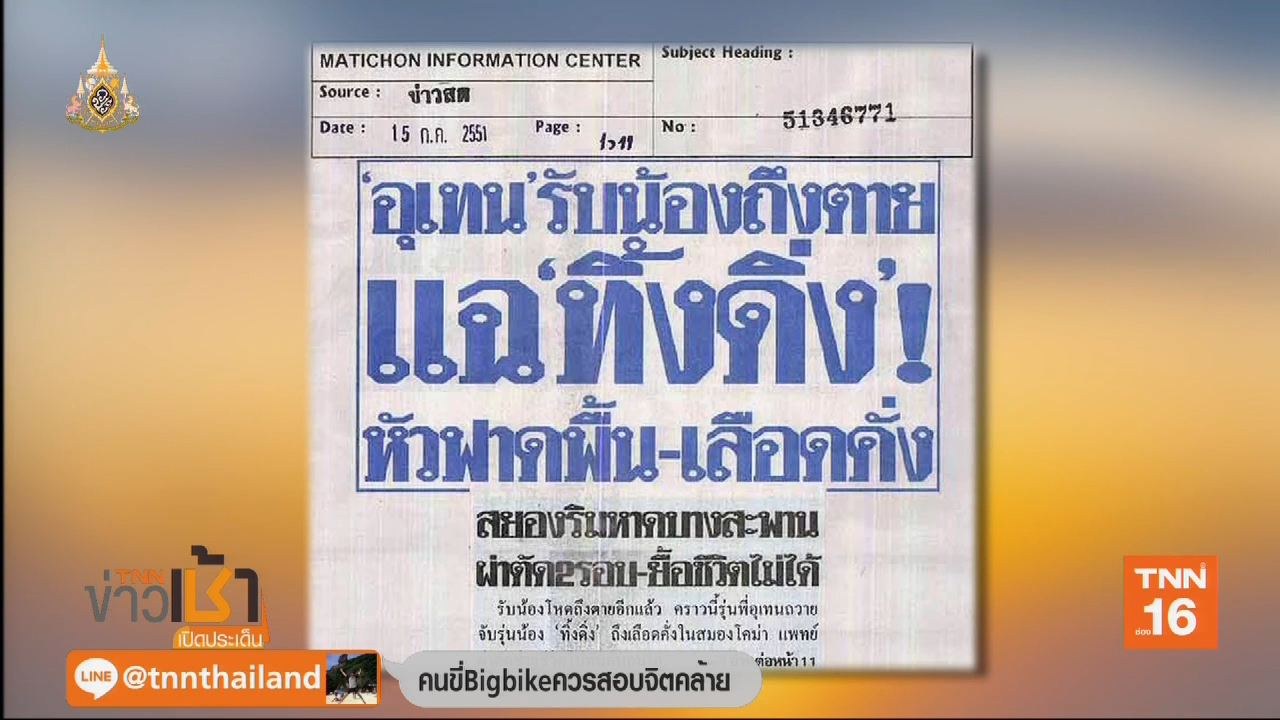 MATICHON INFORMATION CENTER
Subject Heading :
Source : ข่าวสด
Date : 15 ก.ค. 2551 Page :
No : 51346771
'อุเทน'รับน้องถึงตาย
แฉ'ทิ้งดิ่ง'!
หัวฟาดพื้น-เลือดคั่ง
สยองริมหาดบางสะพาน
ผ่าตัด2รอบ-ยื้อชีวิตไม่ได้
รับน้องโหดถึงตายอีกแล้ว คราวนี้รุ่นพี่อุเทนถวาย
จับรุ่นน้อง 'ทิ้งดิ่ง' ถึงเลือดคั่งในสมองโคม่า แพทย์
ต่อหน้า 11
TNN
ข่าวเช้า
เปิดประเด็น
TNN
ช่อง 16
LINE @tnnthailand
คนขี่Bigbikeควรสอบจิตคล้าย